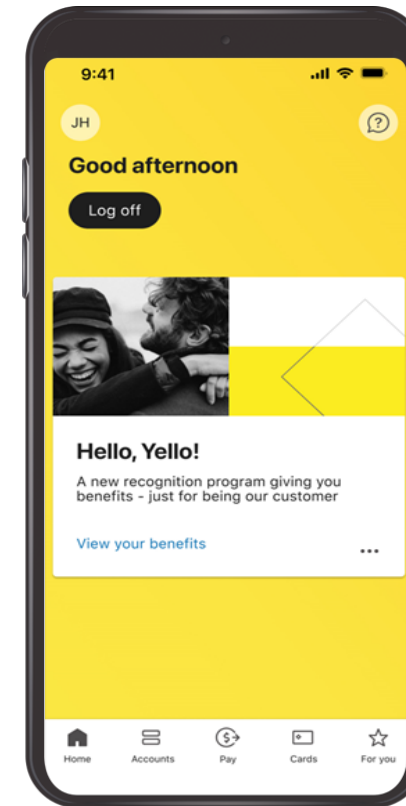 9:41
JH
Good afternoon
Log off
Hello, Yello!
A new recognition program giving you
benefits - just for being our customer
View your benefits
Home Accounts Pay Cards For you